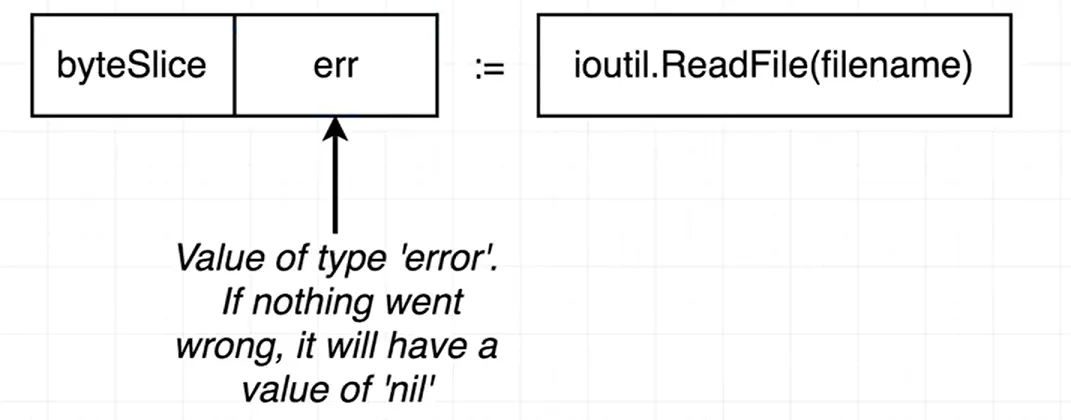 byteSlice err := ioutil.ReadFile(filename)
Value of type 'error'.
If nothing went
wrong, it will have a
value of 'nil'